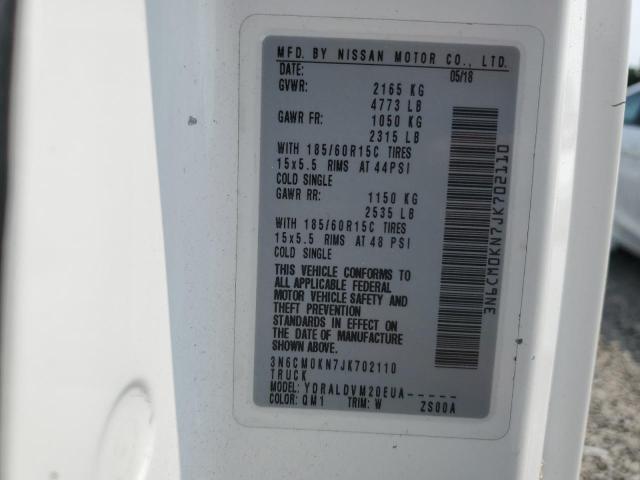 MFD. BY NISSAN MOTOR CO., LTD.
DATE: 05/18
GVWR: 2165 KG
4773 LB
GAWR FR: 1050 KG
2315 LB
WITH 185/60R15C TIRES
15x5.5 RIMS AT 44PSI
COLD SINGLE
GAWR RR: 1150 KG
2535 LB
WITH 185/60R15C TIRES
15x5.5 RIMS AT 48 PSI
COLD SINGLE
THIS VEHICLE CONFORMS TO
ALL APPLICABLE FEDERAL
MOTOR VEHICLE SAFETY AND
THEFT PREVENTION
STANDARDS IN EFFECT ON
THE DATE OF MANUFACTURE
SHOWN ABOVE.
3N6CM0KN7JK702110
TRUCK
MODEL: YDRALDVM20EUA-----
COLOR: QM1 TRIM: W ZS00A
3N6CM0KN7JK702110